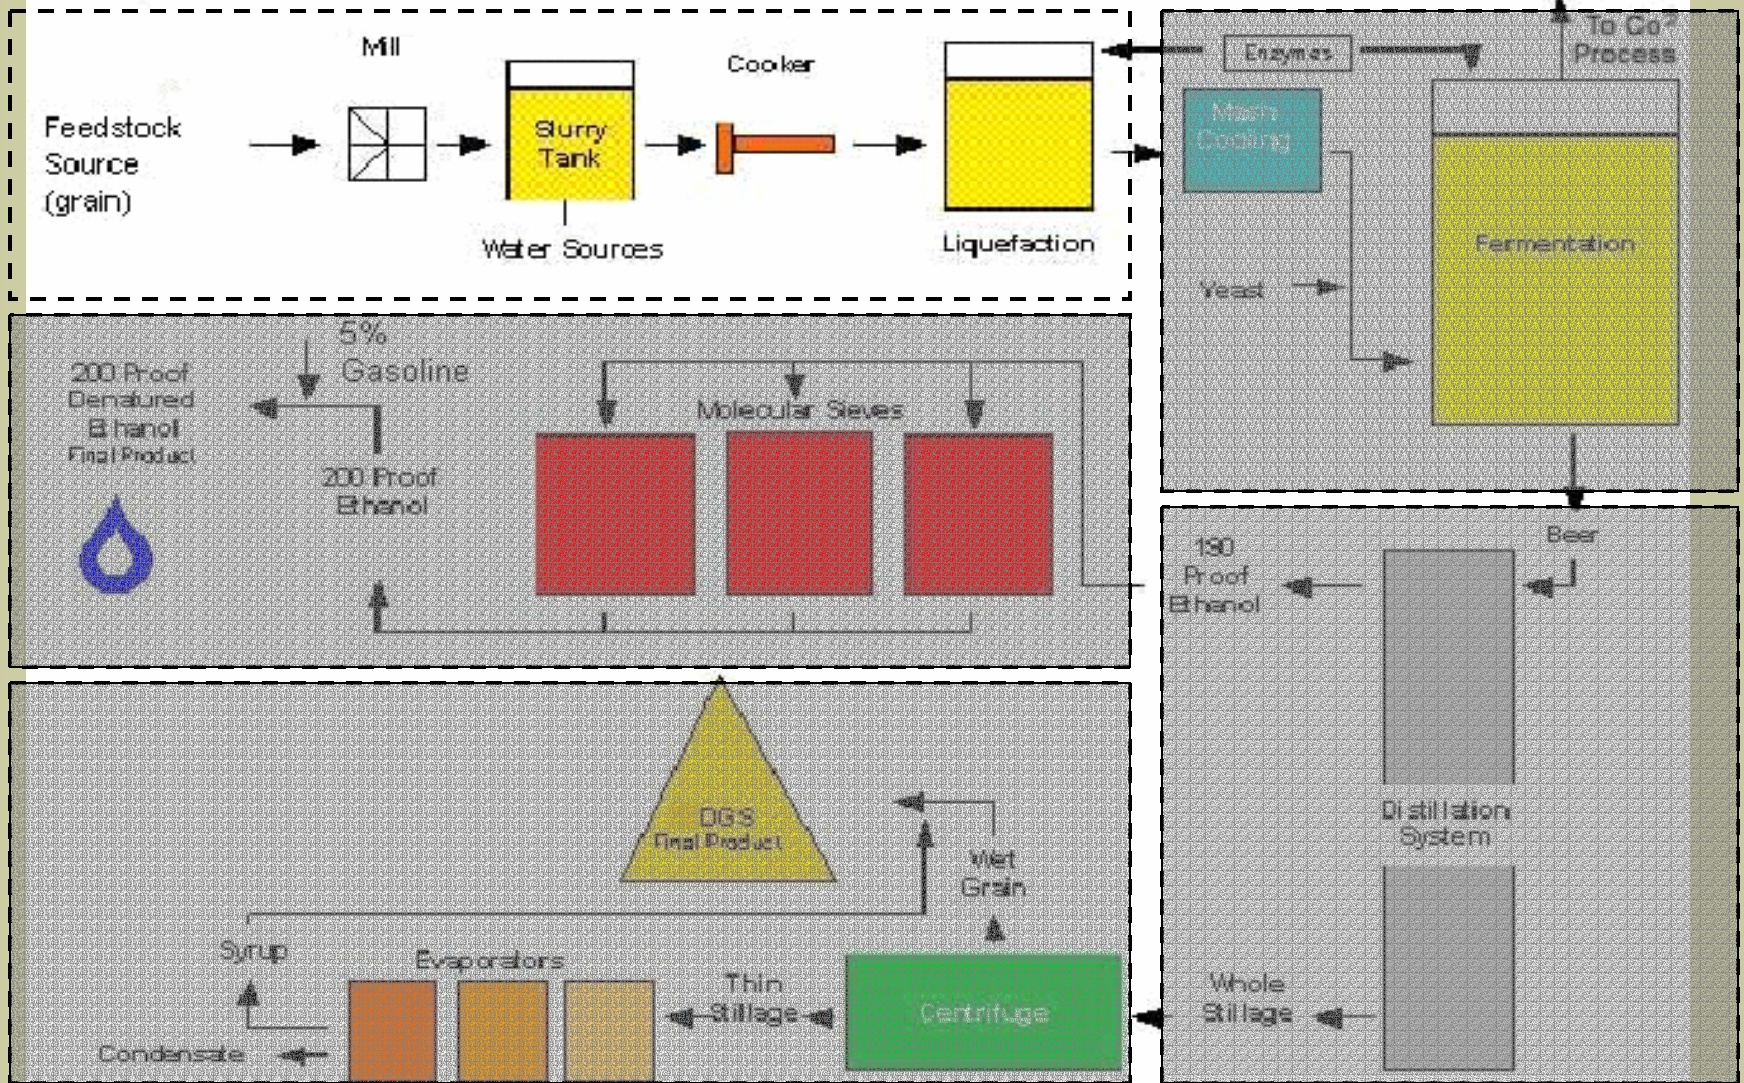 Mill
Feedstock
Source
(grain)
Slurry
Tank
Water Sources
Cooker
Liquefaction
Enzymes
To Co²
Process
Mash
Cooling
Yeast
Fermentation
5%
Gasoline
200 Proof
Denatured
Ethanol
Final Product
200 Proof
Ethanol
Molecular Sieves
190
Proof
Ethanol
Beer
Distillation
System
Whole
Stillage
DGS
Final Product
Wet
Grain
Syrup
Evaporators
Thin
Stillage
Centrifuge
Condensate